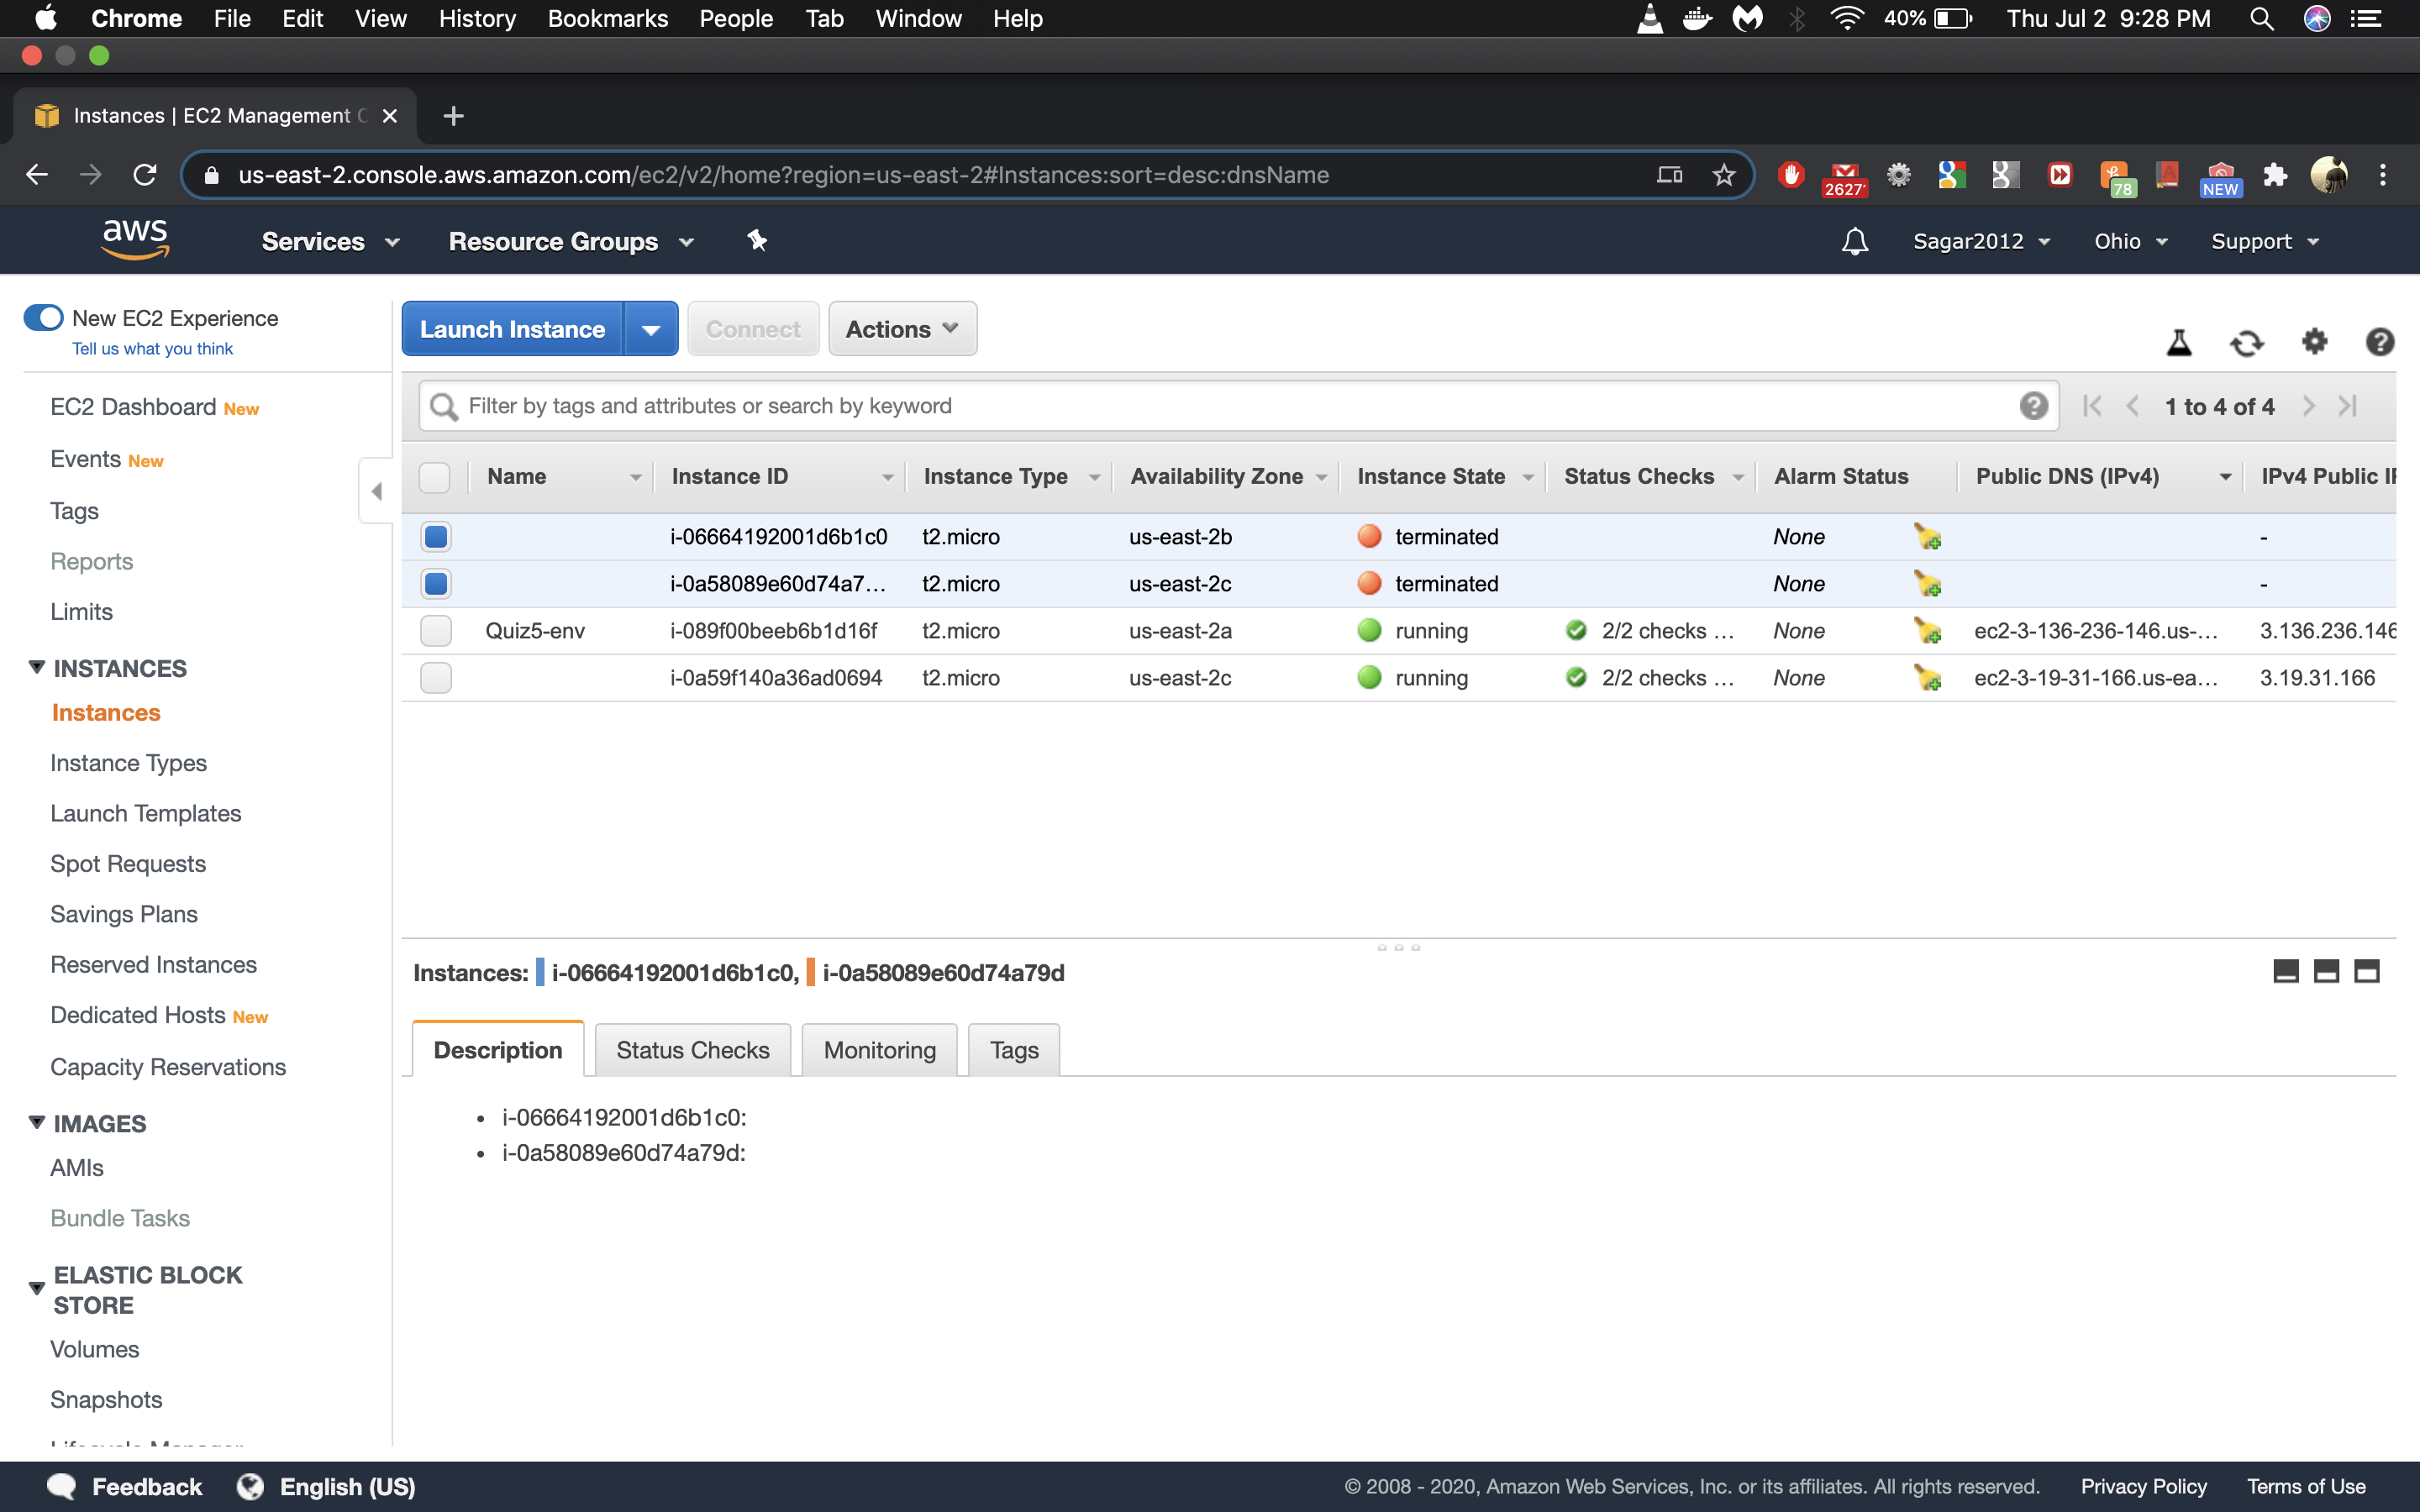 Chrome File Edit View History Bookmarks People Tab Window Help 40% Thu Jul 2 9:28 PM
Instances | EC2 Management C
us-east-2.console.aws.amazon.com/ec2/v2/home?region=us-east-2#Instances:sort=desc:dnsName 2627 78 NEW
aws Services Resource Groups Sagar2012 Ohio Support
New EC2 Experience
Tell us what you think
EC2 Dashboard New
Events New
Tags
Reports
Limits
INSTANCES
Instances
Instance Types
Launch Templates
Spot Requests
Savings Plans
Reserved Instances
Dedicated Hosts New
Capacity Reservations
IMAGES
AMIs
Bundle Tasks
ELASTIC BLOCK
STORE
Volumes
Snapshots
Launch Instance Connect Actions
Filter by tags and attributes or search by keyword 1 to 4 of 4
Name Instance ID Instance Type Availability Zone Instance State Status Checks Alarm Status Public DNS (IPv4) IPv4 Public IP
i-06664192001d6b1c0 t2.micro us-east-2b terminated None -
i-0a58089e60d74a7... t2.micro us-east-2c terminated None -
Quiz5-env i-089f00beeb6b1d16f t2.micro us-east-2a running 2/2 checks ... None ec2-3-136-236-146.us-... 3.136.236.146
i-0a59f140a36ad0694 t2.micro us-east-2c running 2/2 checks ... None ec2-3-19-31-166.us-ea... 3.19.31.166
Instances: i-06664192001d6b1c0, i-0a58089e60d74a79d
Description Status Checks Monitoring Tags
• i-06664192001d6b1c0:
• i-0a58089e60d74a79d:
Feedback English (US) © 2008 - 2020, Amazon Web Services, Inc. or its affiliates. All rights reserved. Privacy Policy Terms of Use